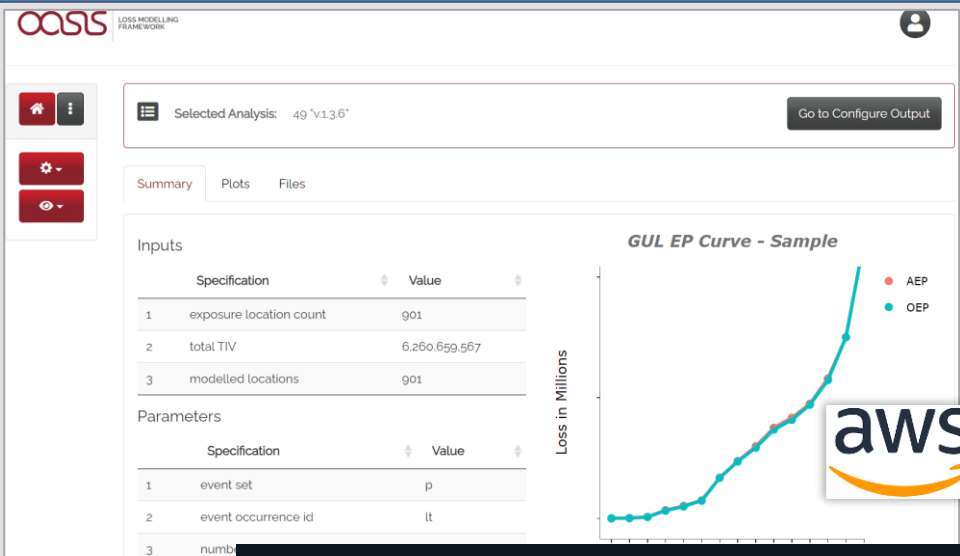 OASIS LOSS MODELLING
FRAMEWORK
Selected Analysis: 49 "v.1.3.6"
Go to Configure Output
Summary Plots Files
Inputs
Specification Value
1 exposure location count 901
2 total TIV 6,260,659,567
3 modelled locations 901
Parameters
Specification Value
1 event set p
2 event occurrence id lt
3
GUL EP Curve - Sample
AEP
OEP
Loss in Millions
aws